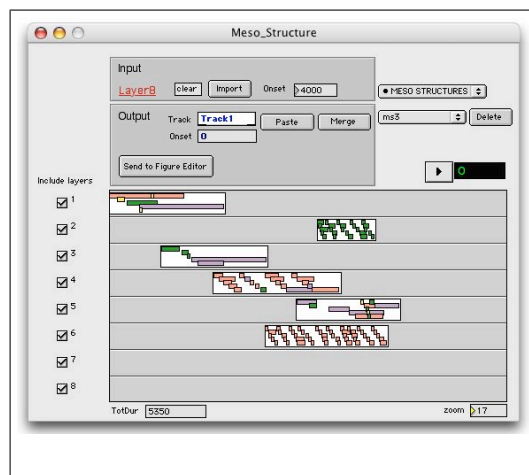 Meso_Structure
Input
LayerB clear Import Onset 4000
● MESO STRUCTURES
Output Track Track1 Paste Merge
ms3 Delete
Onset 0
Send to Figure Editor
0
Include layers
1
2
3
4
5
6
7
8
TotDur 5350 zoom 17